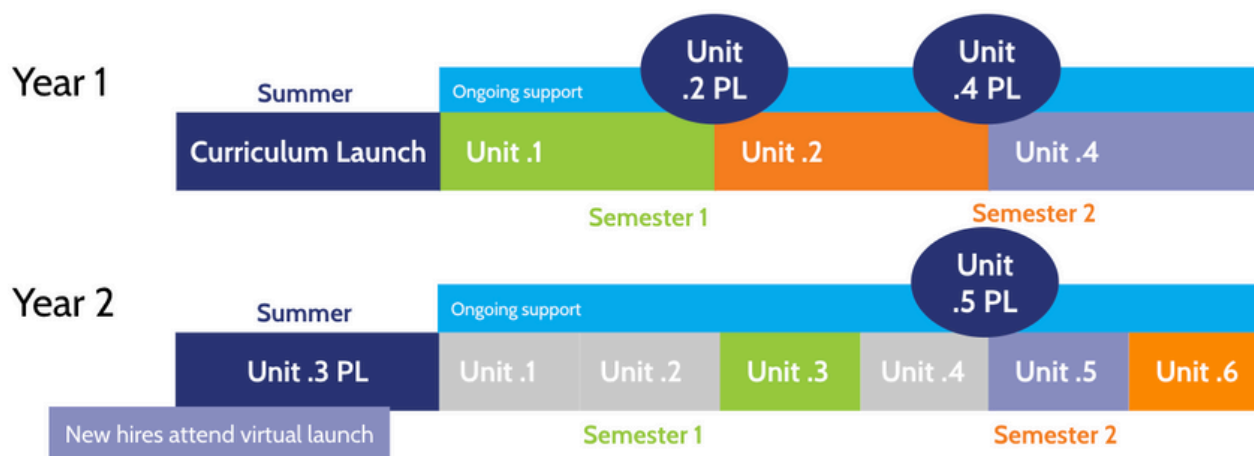 Year 1
Summer
Ongoing support
Unit
.2 PL
Unit
.4 PL
Curriculum Launch
Unit .1
Unit .2
Unit .4
Semester 1
Semester 2
Year 2
Summer
Ongoing support
Unit
.5 PL
Unit .3 PL
Unit .1
Unit .2
Unit .3
Unit .4
Unit .5
Unit .6
New hires attend virtual launch
Semester 1
Semester 2